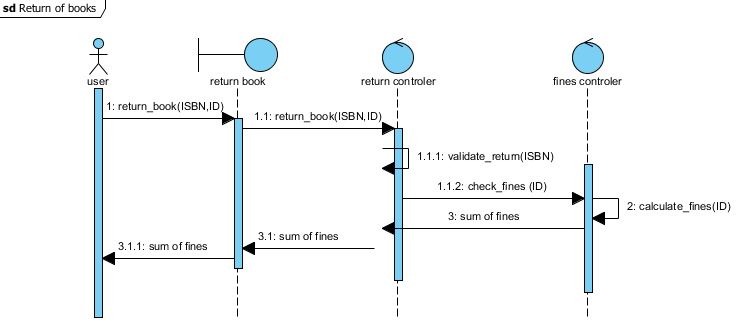 sd Return of books
user
return book
return controler
fines controler
1: return_book(ISBN,ID)
1.1: return_book(ISBN,ID)
1.1.1: validate_return(ISBN)
1.1.2: check_fines (ID)
2: calculate_fines(ID)
3: sum of fines
3.1: sum of fines
3.1.1: sum of fines